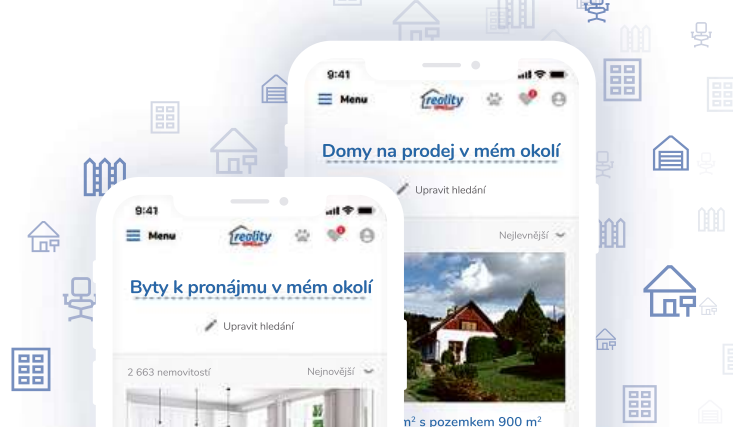 9:41
Menu
reality
Domy na prodej v mém okolí
Upravit hledání
Nejlevnější
m² s pozemkem 900 m²
9:41
Menu
reality
Byty k pronájmu v mém okolí
Upravit hledání
2 663 nemovitostí
Nejnovější